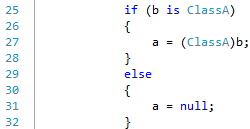 25 if (b is ClassA)
26 {
27 a = (ClassA)b;
28 }
29 else
30 {
31 a = null;
32 }